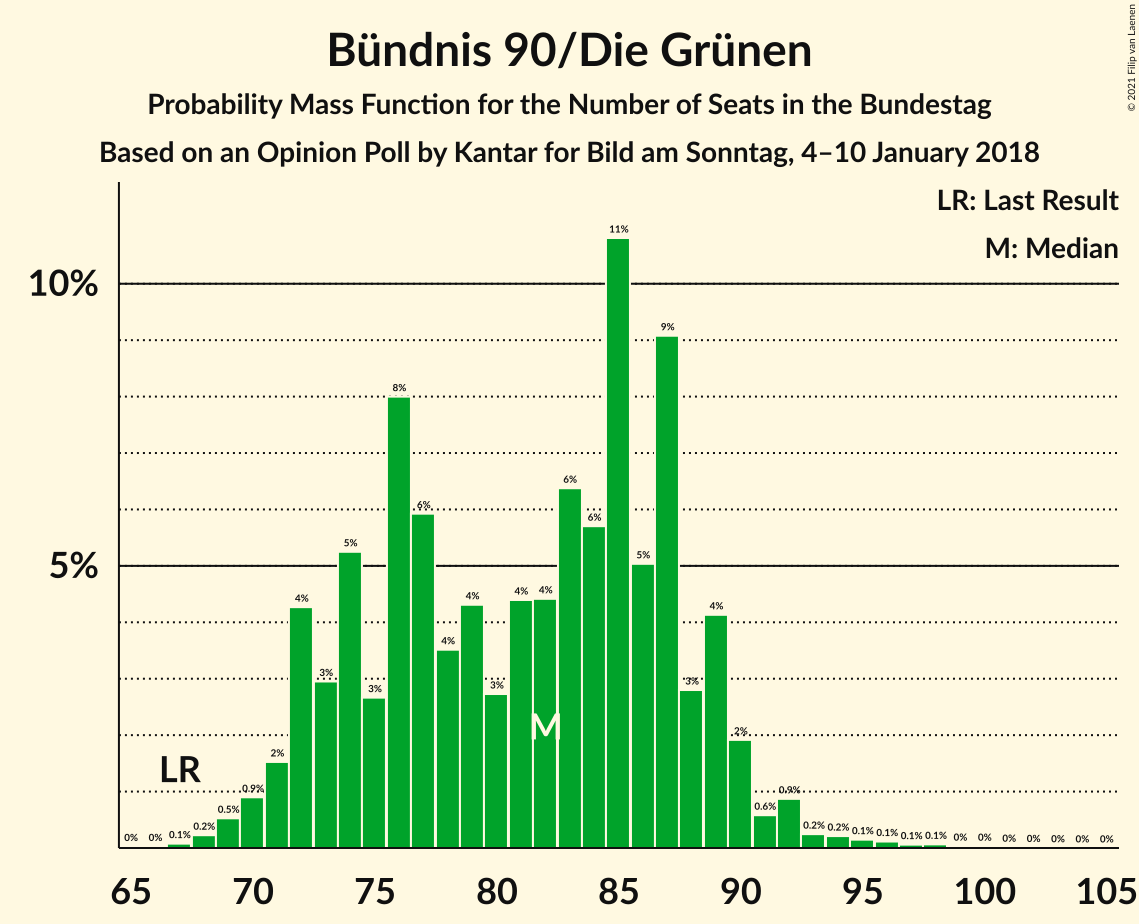 Bündnis 90/Die Grünen
Probability Mass Function for the Number of Seats in the Bundestag
Based on an Opinion Poll by Kantar for Bild am Sonntag, 4–10 January 2018
© 2021 Filip van Laenen
LR: Last Result
M: Median
10%
5%
0% 0% 0.1% 0.2% 0.5% 0.9% 2% 4% 3% 5% 3% 8% 6% 4% 4% 3% 4% 4% 6% 6% 11% 5% 9% 3% 4% 2% 0.6% 0.9% 0.2% 0.2% 0.1% 0.1% 0.1% 0.1% 0% 0% 0% 0% 0% 0% 0%
LR
M
65 70 75 80 85 90 95 100 105